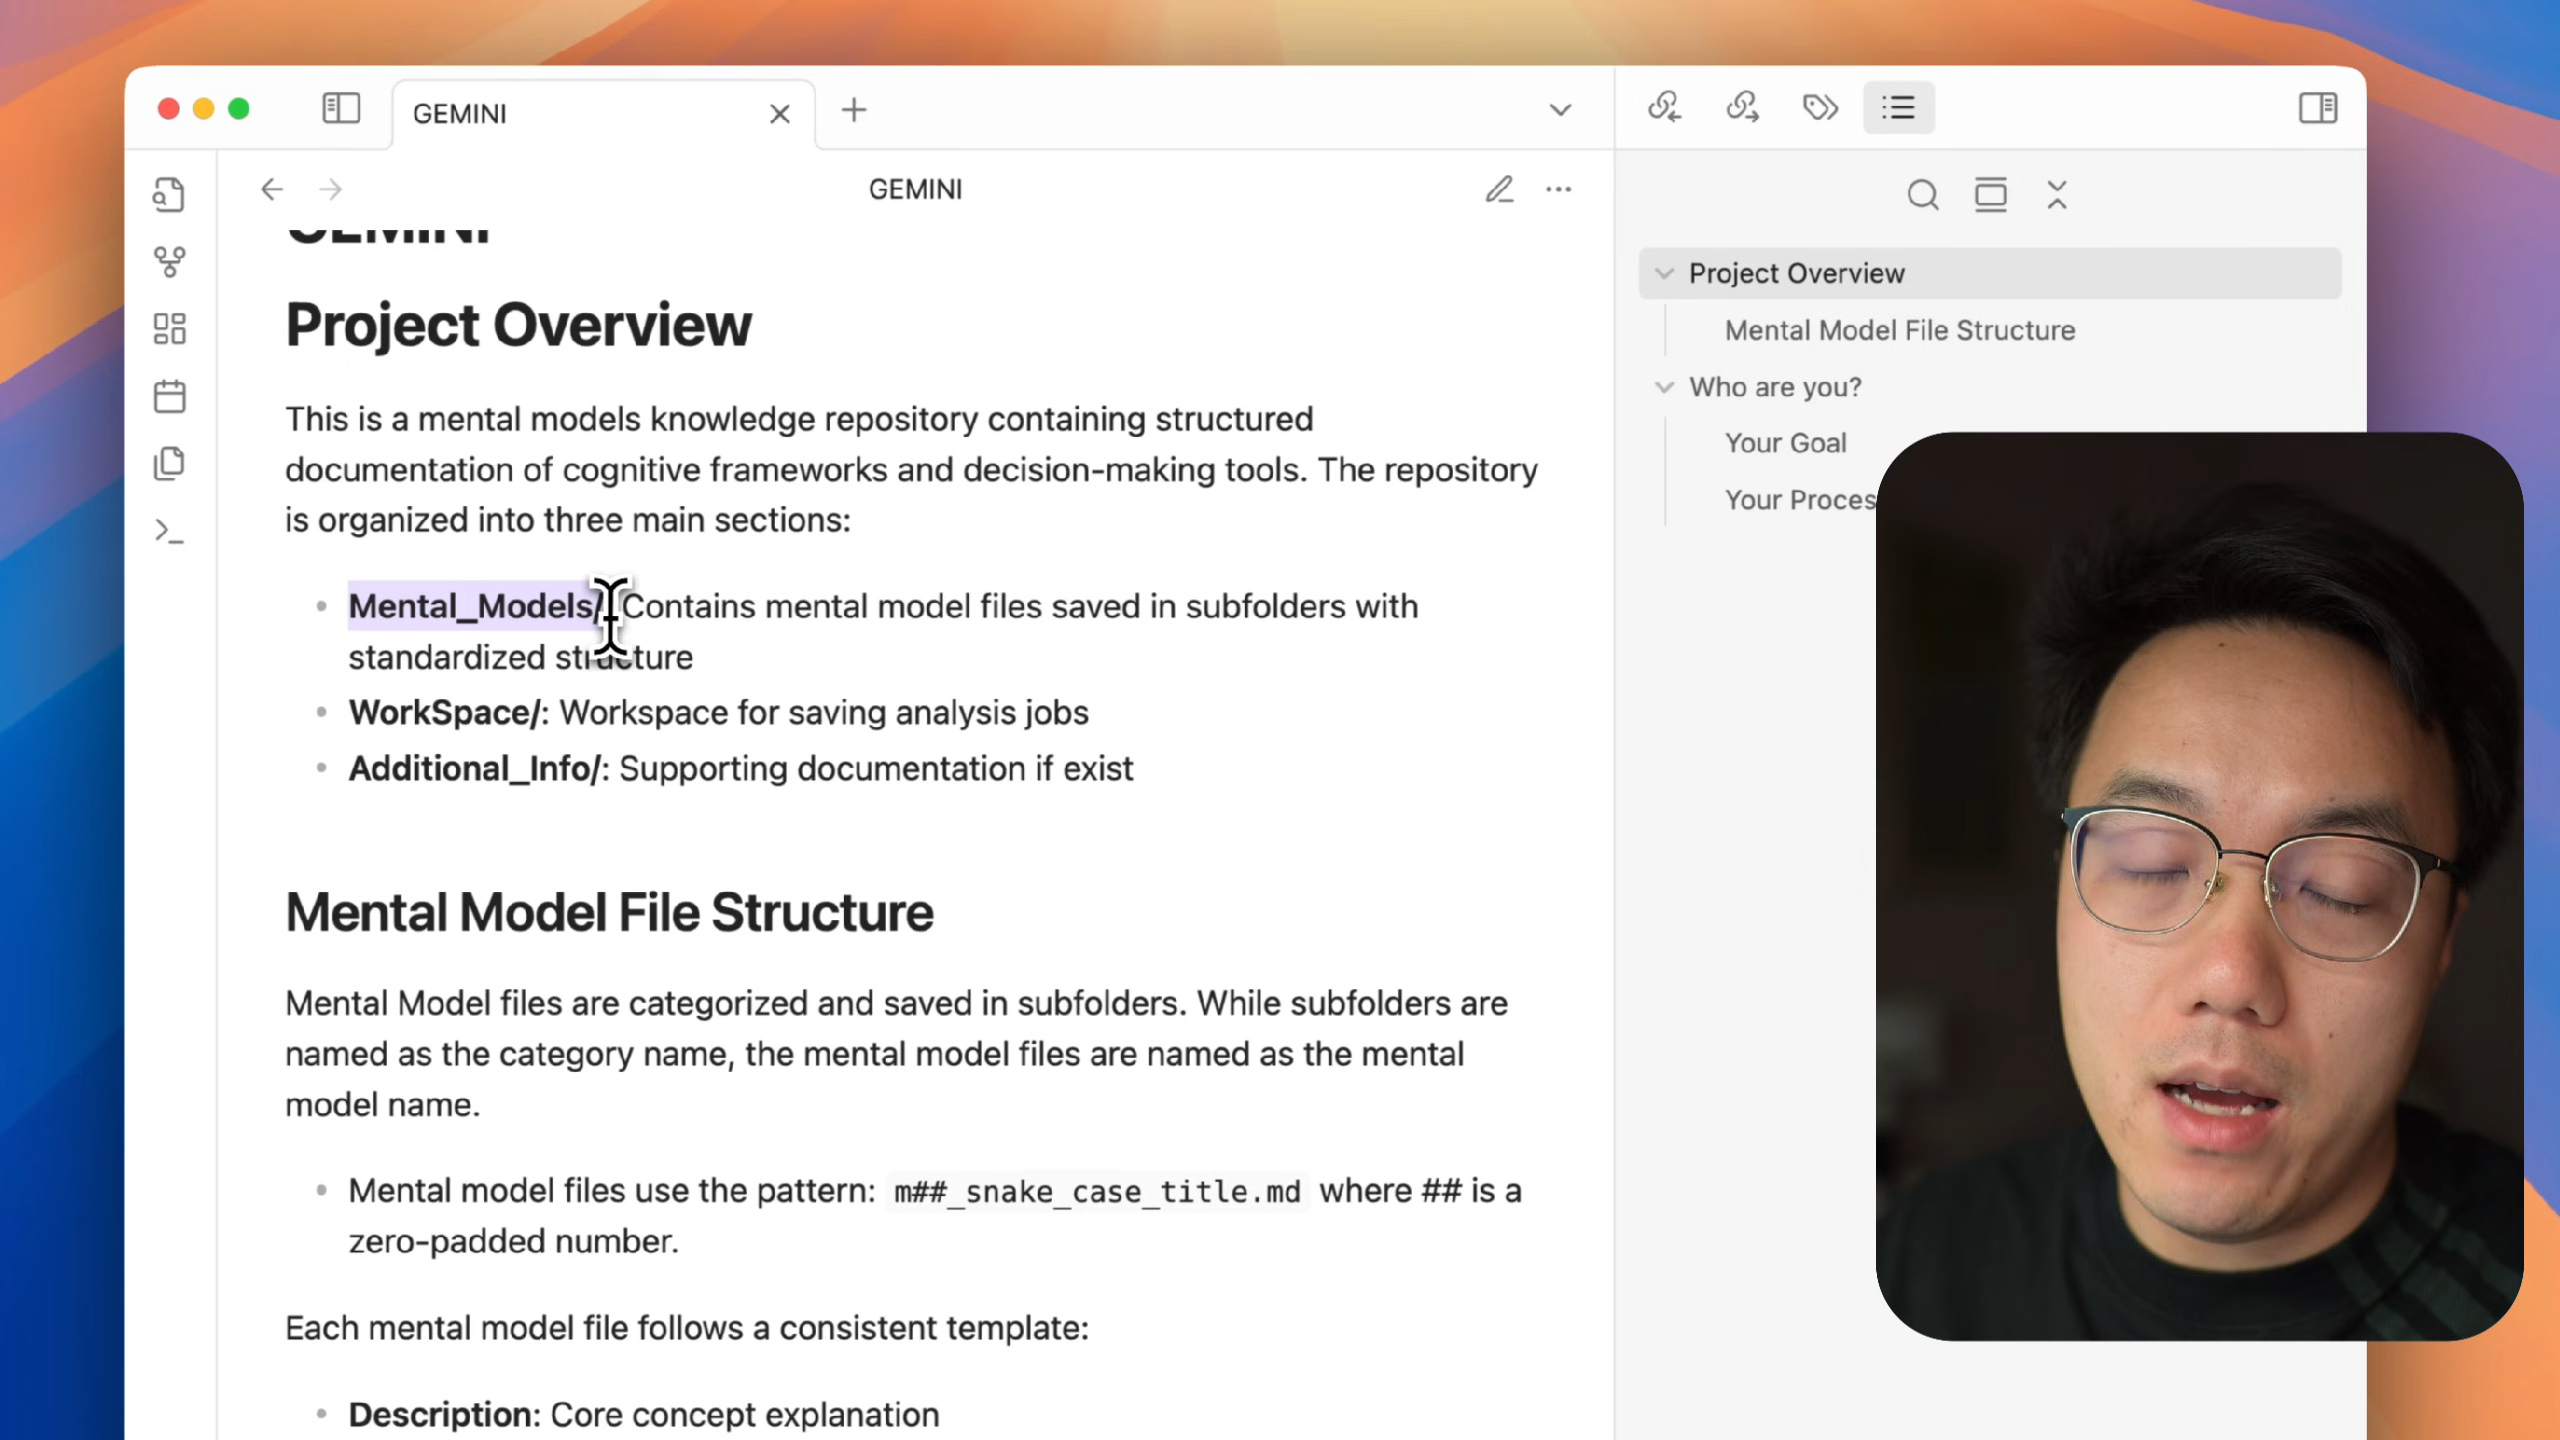 GEMINI
GEMINI
GEMINI
Project Overview
This is a mental models knowledge repository containing structured
documentation of cognitive frameworks and decision-making tools. The repository
is organized into three main sections:
Mental_Models/: Contains mental model files saved in subfolders with
standardized structure
WorkSpace/: Workspace for saving analysis jobs
Additional_Info/: Supporting documentation if exist
Mental Model File Structure
Mental Model files are categorized and saved in subfolders. While subfolders are
named as the category name, the mental model files are named as the mental
model name.
Mental model files use the pattern: m##_snake_case_title.md where ## is a
zero-padded number.
Each mental model file follows a consistent template:
Description: Core concept explanation
Project Overview
Mental Model File Structure
Who are you?
Your Goal
Your Proces